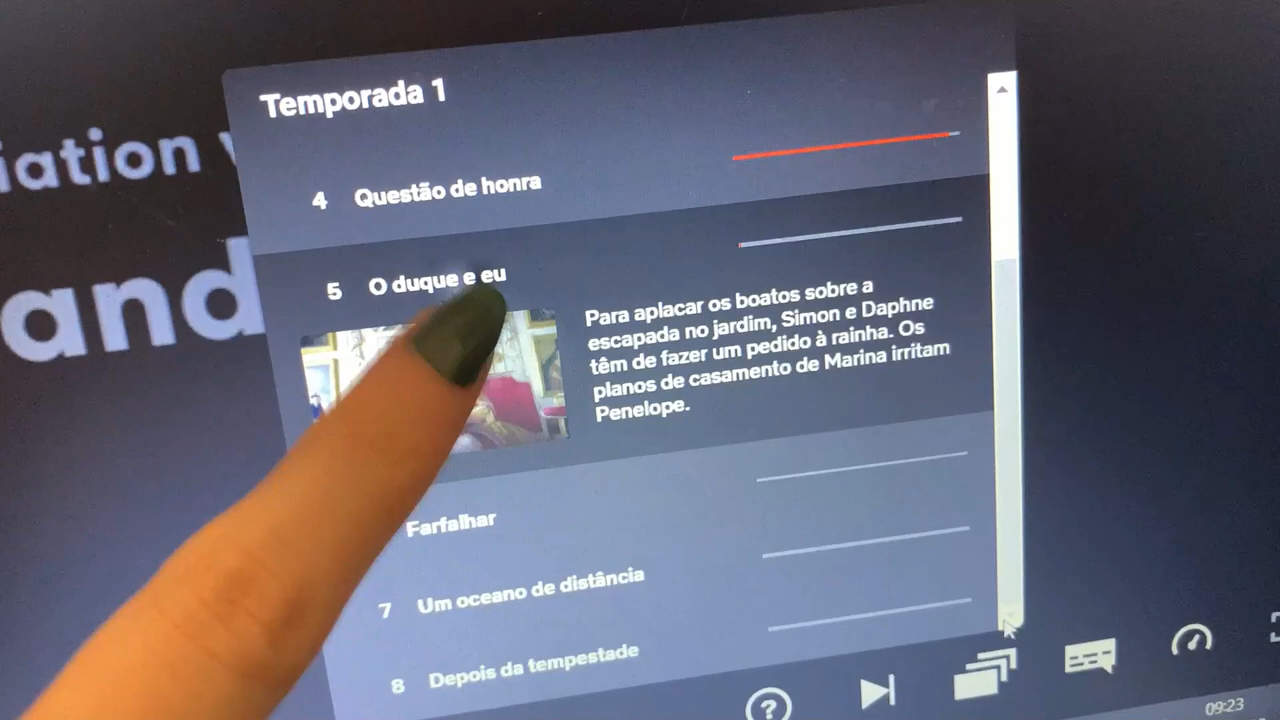 Temporada 1
4 Questão de honra
5 O duque e eu
Para aplacar os boatos sobre a
escapada no jardim, Simon e Daphne
têm de fazer um pedido à rainha. Os
planos de casamento de Marina irritam
Penelope.
Farfalhar
7 Um oceano de distância
8 Depois da tempestade
iation
and
?
09:23